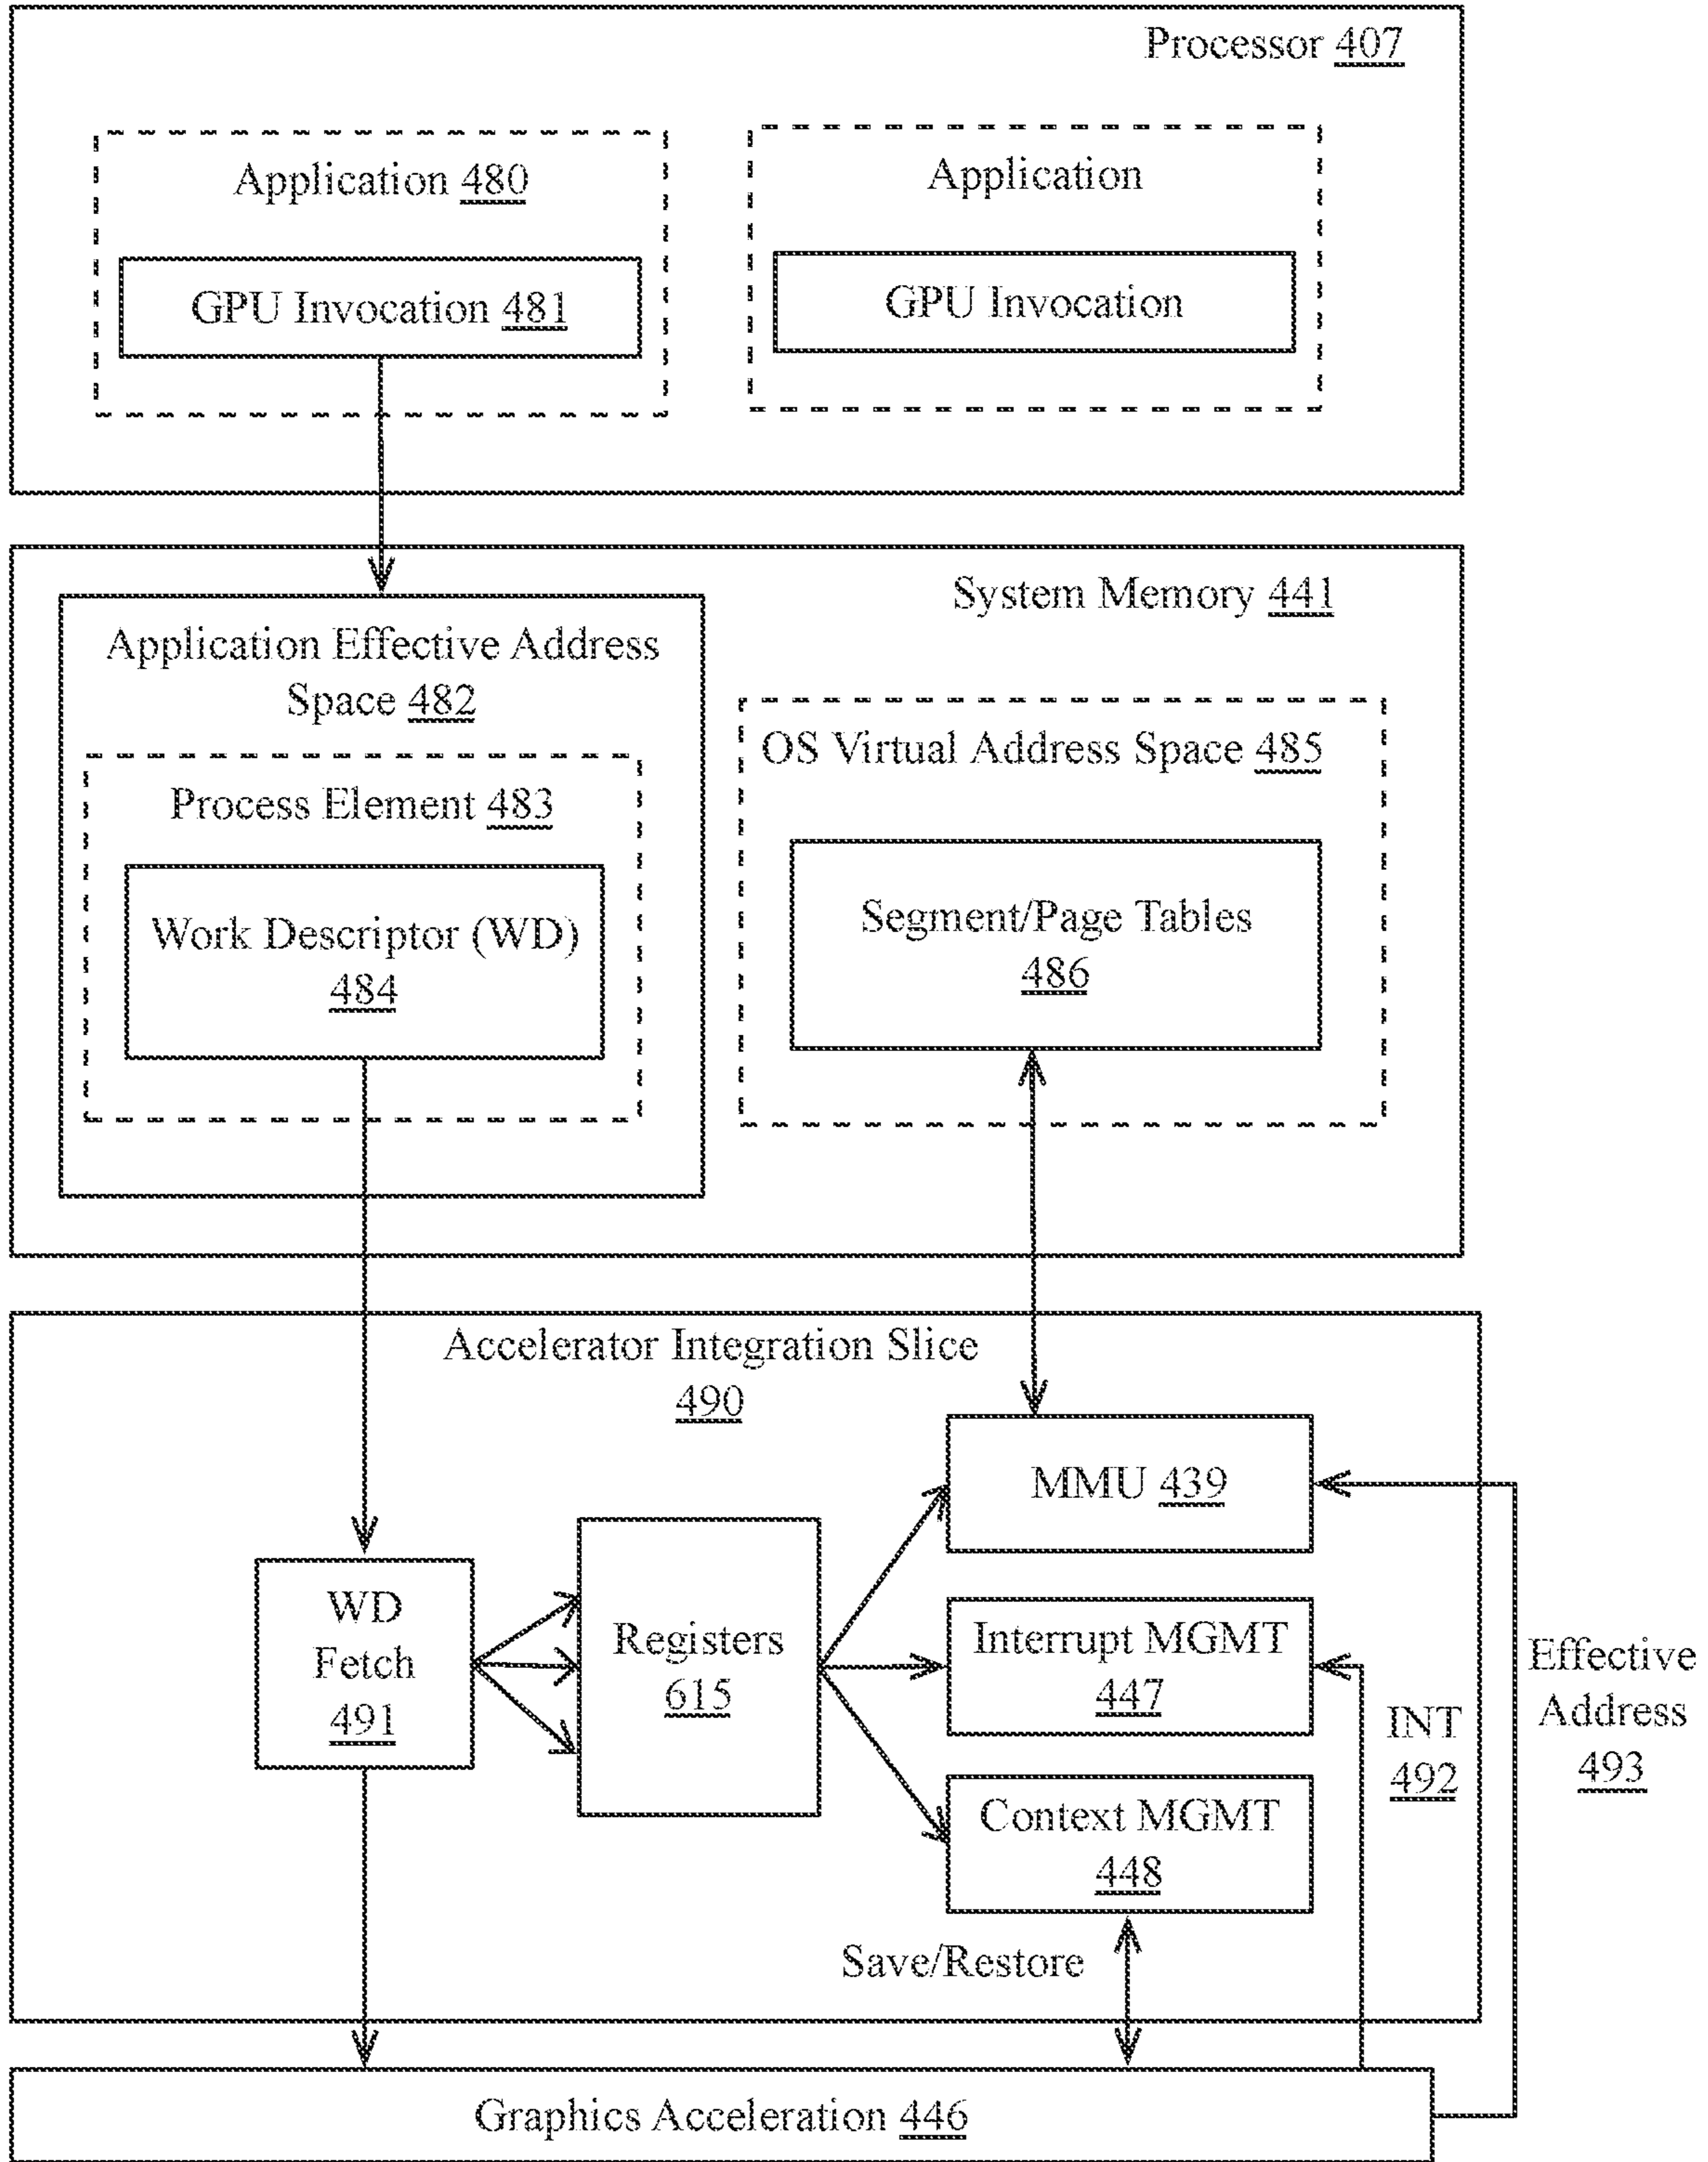 Processor 407
Application 480
Application
GPU Invocation 481
GPU Invocation
System Memory 441
Application Effective Address
Space 482
OS Virtual Address Space 485
Process Element 483
Segment/Page Tables
486
Work Descriptor (WD)
484
Accelerator Integration Slice
490
MMU 439
WD
Fetch
491
Registers
615
Interrupt MGMT
447
Effective
Address
493
INT
492
Context MGMT
448
Save/Restore
Graphics Acceleration 446